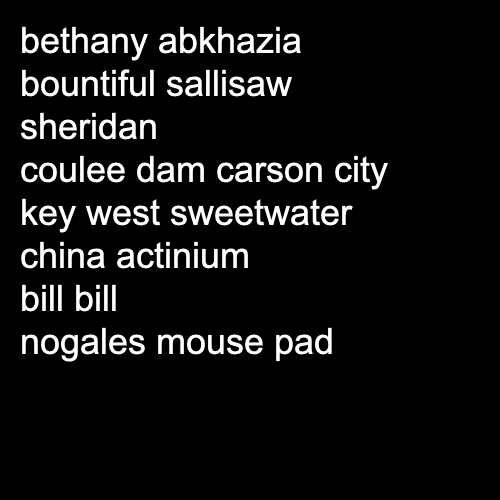 bethany abkhazia
bountiful sallisaw
sheridan
coulee dam carson city
key west sweetwater
china actinium
bill bill
nogales mouse pad